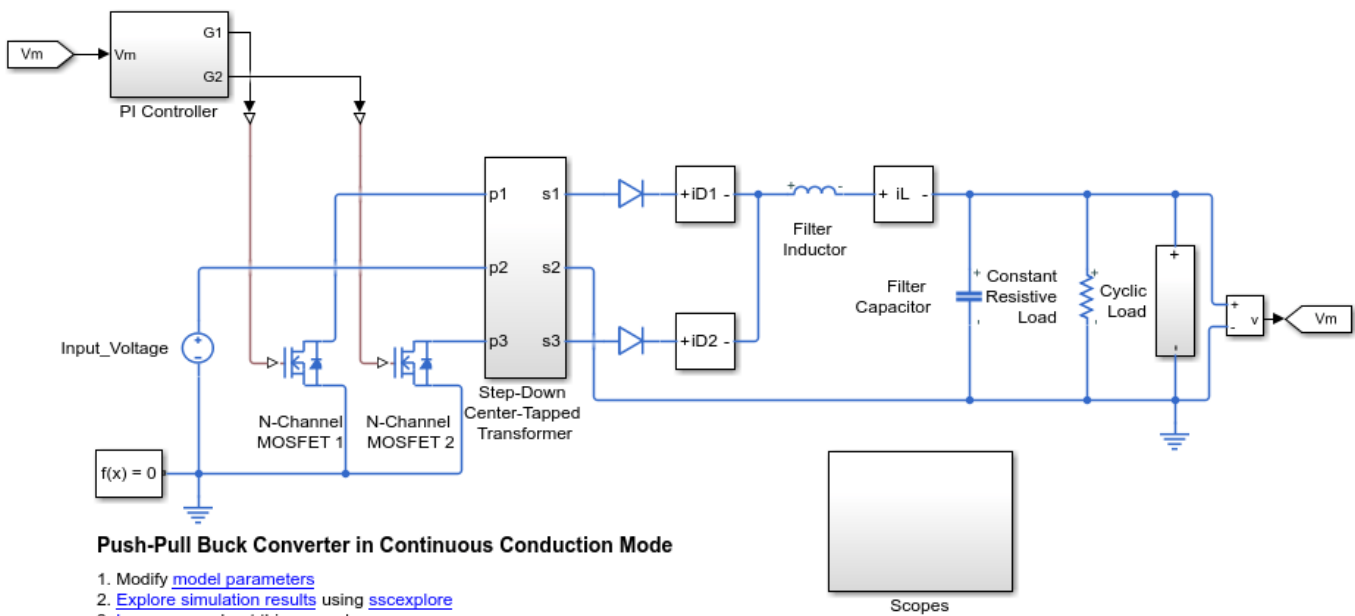 Vm
Vm
G1
G2
PI Controller
p1
p2
p3
s1
s2
s3
Step-Down
Center-Tapped
Transformer
+iD1 -
+iD2 -
+ -
Filter
Inductor
+ iL -
Filter
Capacitor
+
-
Constant
Resistive
Load
+
-
Cyclic
Load
+
-
+
-
v
Vm
Input_Voltage
+
-
N-Channel
MOSFET 1
N-Channel
MOSFET 2
f(x) = 0
Scopes
Push-Pull Buck Converter in Continuous Conduction Mode
1. Modify model parameters
2. Explore simulation results using sscexplore